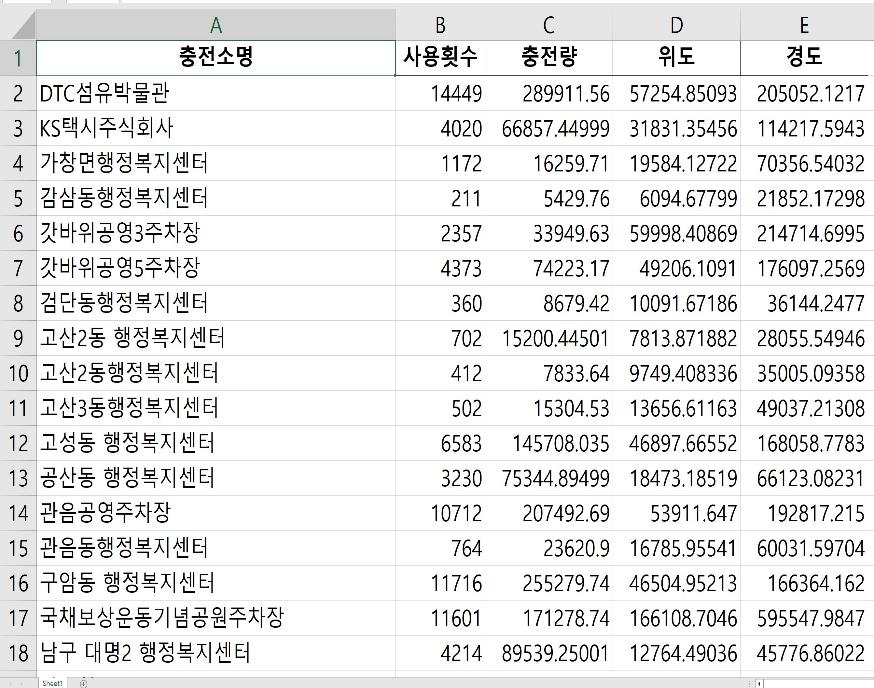 A B C D E
1 충전소명 사용횟수 충전량 위도 경도
2 DTC섬유박물관 14449 289911.56 57254.85093 205052.1217
3 KS택시주식회사 4020 66857.44999 31831.35456 114217.5943
4 가창면행정복지센터 1172 16259.71 19584.12722 70356.54032
5 감삼동행정복지센터 211 5429.76 6094.67799 21852.17298
6 갓바위공영3주차장 2357 33949.63 59998.40869 214714.6995
7 갓바위공영5주차장 4373 74223.17 49206.1091 176097.2569
8 검단동행정복지센터 360 8679.42 10091.67186 36144.2477
9 고산2동 행정복지센터 702 15200.44501 7813.871882 28055.54946
10 고산2동행정복지센터 412 7833.64 9749.408336 35005.09358
11 고산3동행정복지센터 502 15304.53 13656.61163 49037.21308
12 고성동 행정복지센터 6583 145708.035 46897.66552 168058.7783
13 공산동 행정복지센터 3230 75344.89499 18473.18519 66123.08231
14 관음공영주차장 10712 207492.69 53911.647 192817.215
15 관음동행정복지센터 764 23620.9 16785.95541 60031.59704
16 구암동 행정복지센터 11716 255279.74 46504.95213 166364.162
17 국채보상운동기념공원주차장 11601 171278.74 166108.7046 595547.9847
18 남구 대명2 행정복지센터 4214 89539.25001 12764.49036 45776.86022
Sheet1